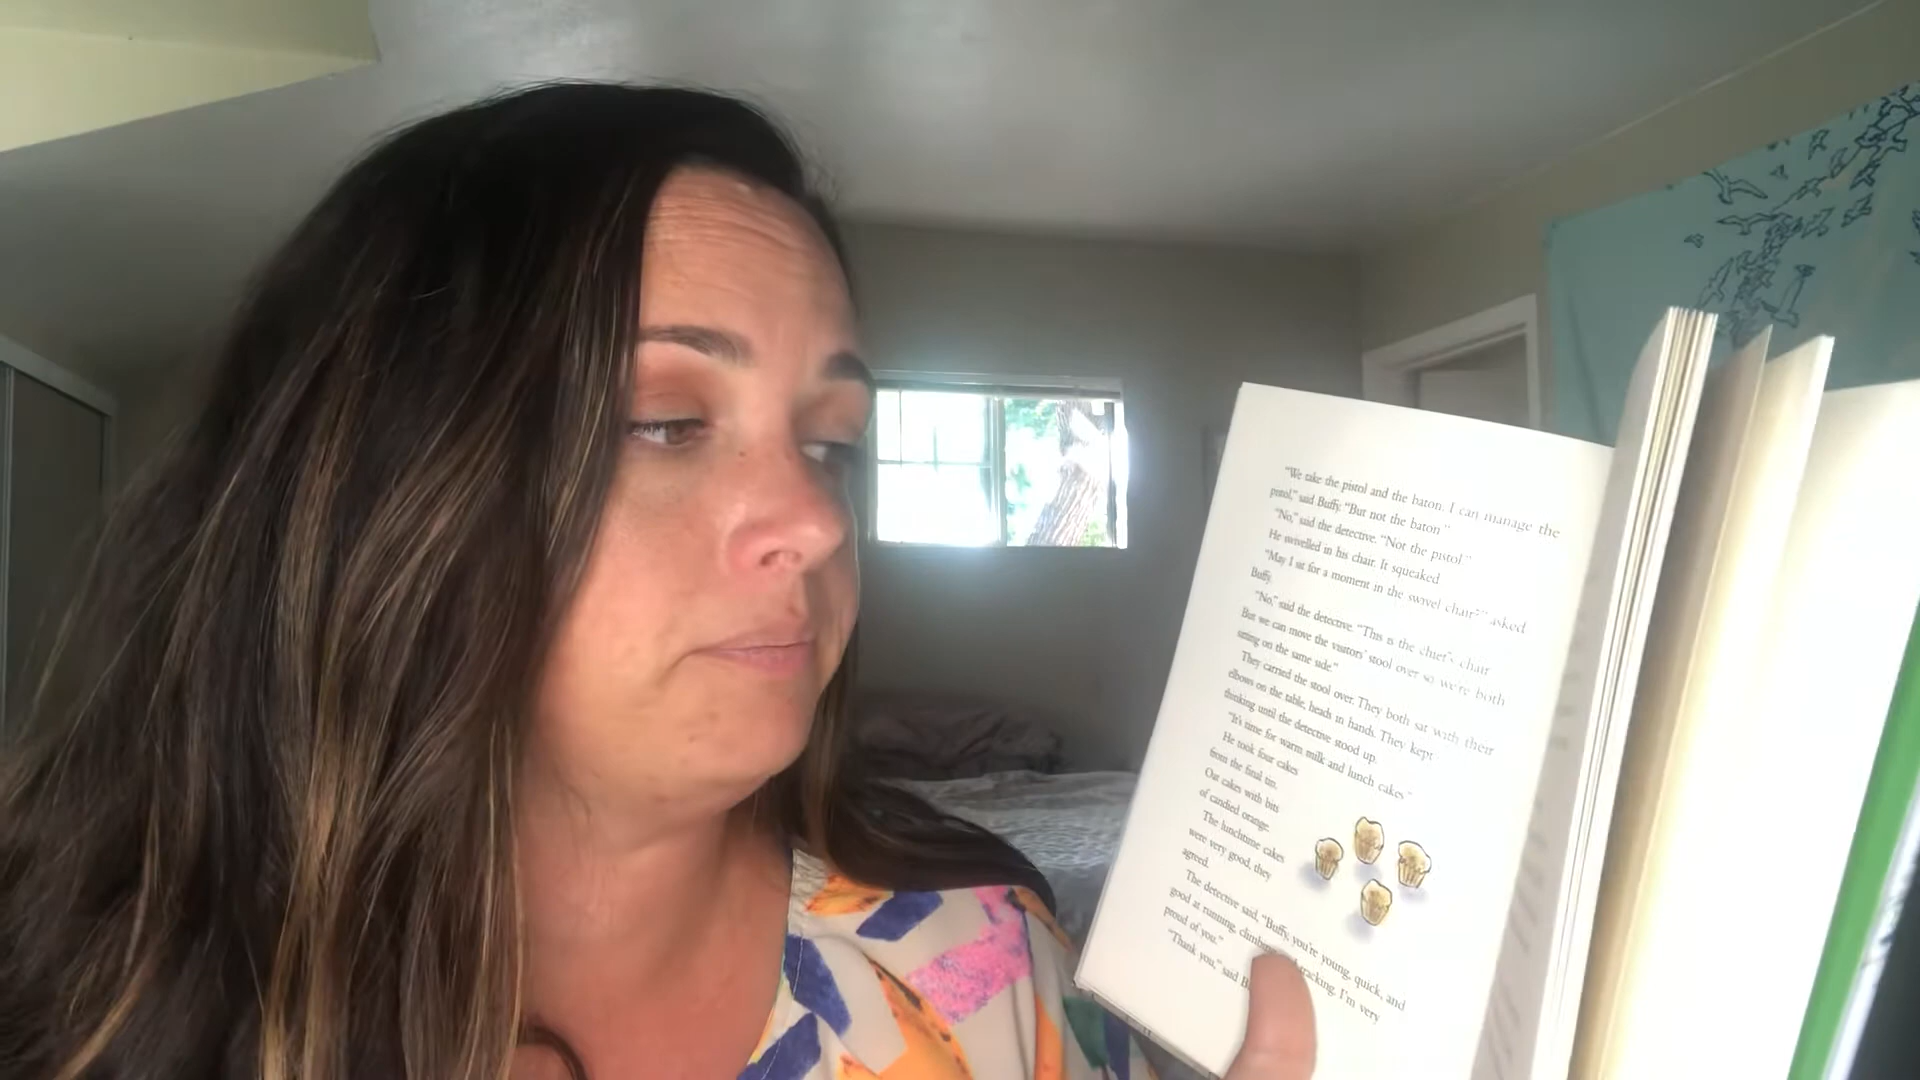 "We take the pistol and the baton. I can manage the
pistol," said Buffy. "But not the baton."
"No," said the detective. "Not the pistol."
He swivelled in his chair. It squeaked
"May I sit for a moment in the swivel chair?" asked
Buffy.
"No," said the detective. "This is the chief's chair
But we can move the visitors' stool over so we're both
sitting on the same side."
They carried the stool over. They both sat with their
elbows on the table, heads in hands. They kept
thinking until the detective stood up.
"It's time for warm milk and lunch cakes"
He took four cakes
from the final tin.
Oat cakes with bits
of candied orange.
The lunchtime cakes
were very good, they
agreed.
The detective said, "Buffy, you're young, quick, and
good at running, tracking. I'm very
proud of you."
"Thank you," said